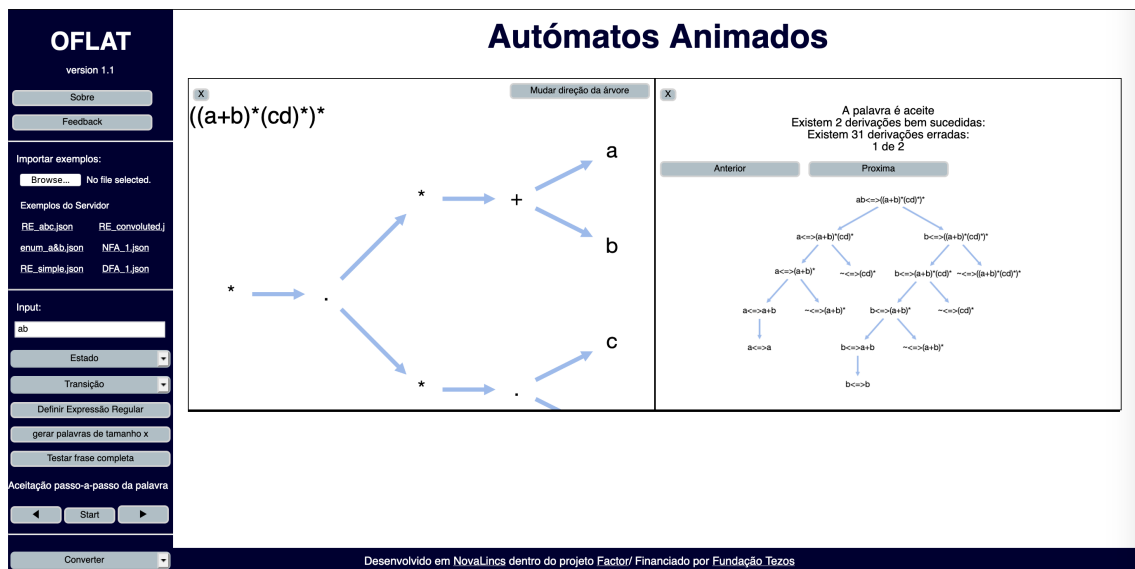 OFLAT
version 1.1
Sobre
Feedback
Importar exemplos:
Browse... No file selected.
Exemplos do Servidor
RE_abc.json RE_convoluted.j
enum_a&b.json NFA_1.json
RE_simple.json DFA_1.json
Input:
ab
Estado
Transição
Definir Expressão Regular
gerar palavras de tamanho x
Testar frase completa
Aceitação passo-a-passo da palavra
Start
Converter
Autómatos Animados
X Mudar direção da árvore
((a+b)*(cd)*)*
a
* +
b
* .
c
* .
X
A palavra é aceite
Existem 2 derivações bem sucedidas:
Existem 31 derivações erradas:
1 de 2
Anterior Proxima
ab<=>((a+b)*(cd)*)*
a<=>(a+b)*(cd)* b<=>((a+b)*(cd)*)*
a<=>(a+b)* ~<=>(cd)* b<=>(a+b)*(cd)* ~<=>((a+b)*(cd)*)*
a<=>a+b ~<=>(a+b)* b<=>(a+b)* ~<=>(cd)*
a<=>a b<=>a+b ~<=>(a+b)*
b<=>b
Desenvolvido em NovaLincs dentro do projeto Factor/ Financiado por Fundação Tezos